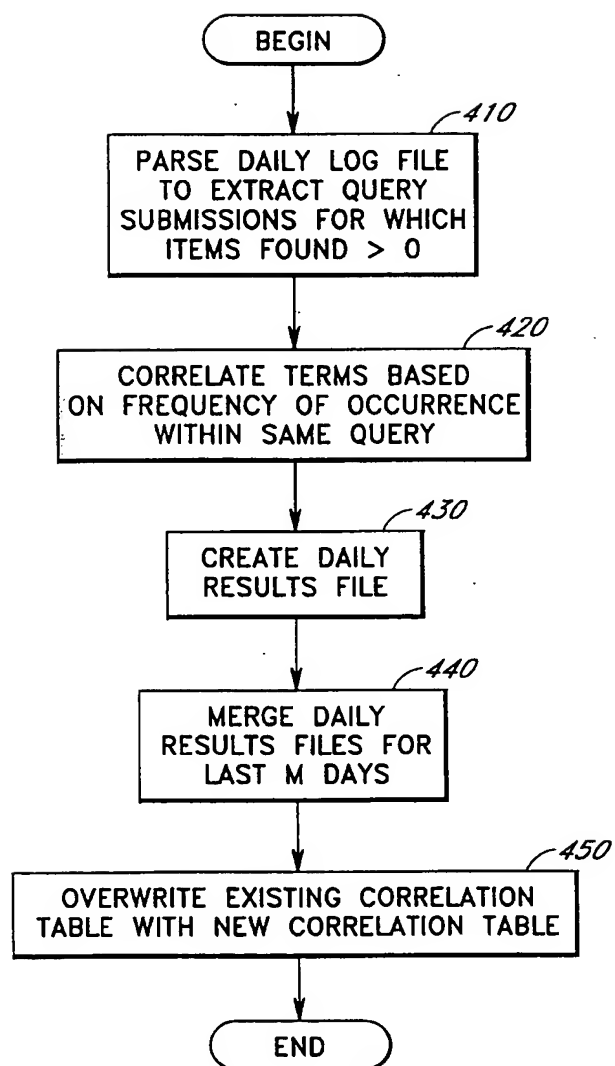 BEGIN
410
PARSE DAILY LOG FILE
TO EXTRACT QUERY
SUBMISSIONS FOR WHICH
ITEMS FOUND > 0
420
CORRELATE TERMS BASED
ON FREQUENCY OF OCCURRENCE
WITHIN SAME QUERY
430
CREATE DAILY
RESULTS FILE
440
MERGE DAILY
RESULTS FILES FOR
LAST M DAYS
450
OVERWRITE EXISTING CORRELATION
TABLE WITH NEW CORRELATION TABLE
END